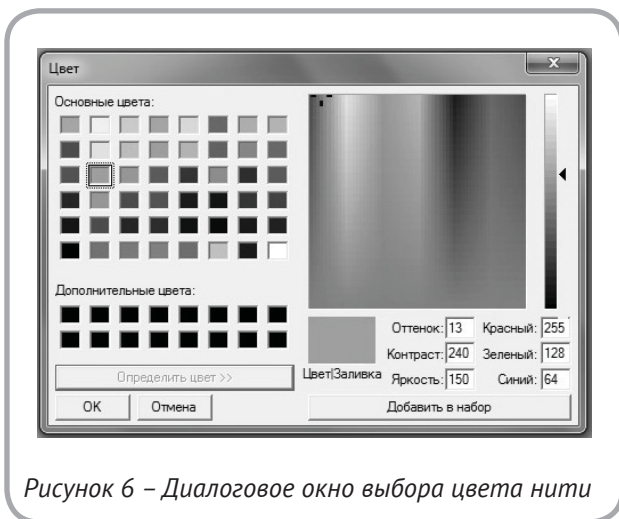 Цвет
Основные цвета:
Дополнительные цвета:
Определить цвет >>
OK
Отмена
Цвет|Заливка
Оттенок: 13
Контраст: 240
Яркость: 150
Красный: 255
Зеленый: 128
Синий: 64
Добавить в набор
Рисунок 6 – Диалоговое окно выбора цвета нити